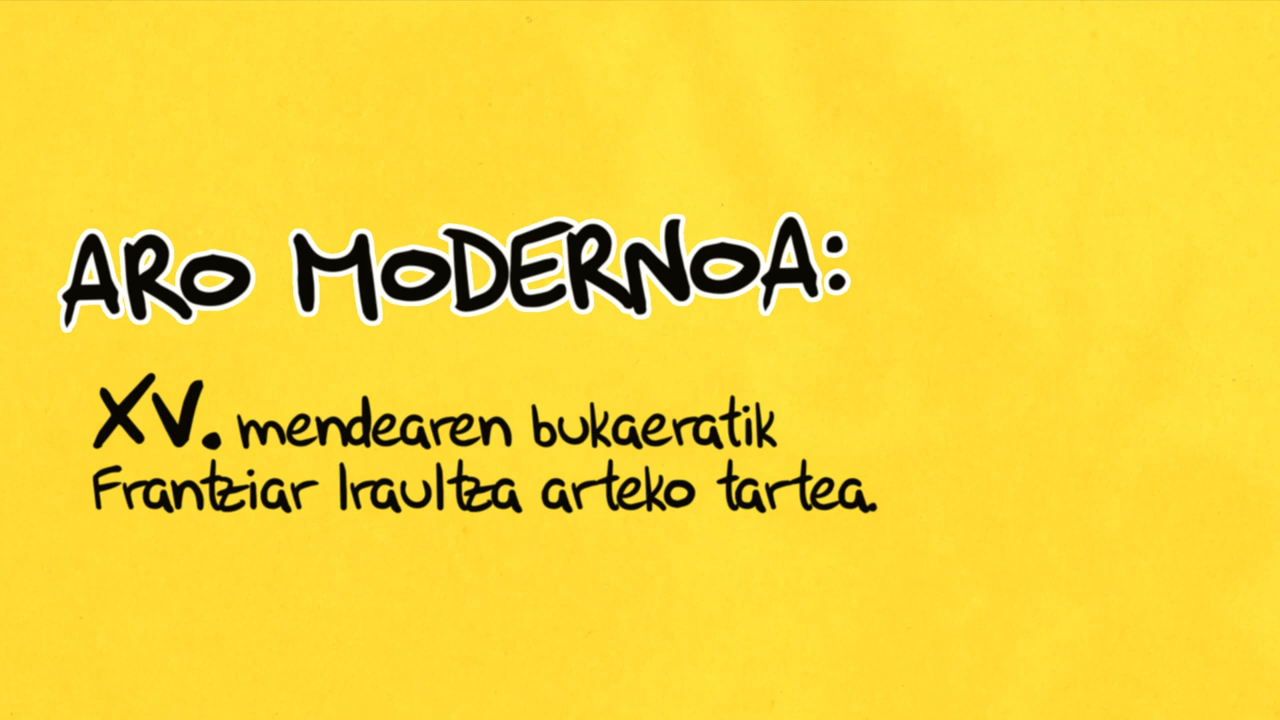 ARO MODERNOA:
XV. mendearen bukaeratik
Frantziar Iraultza arteko tartea.